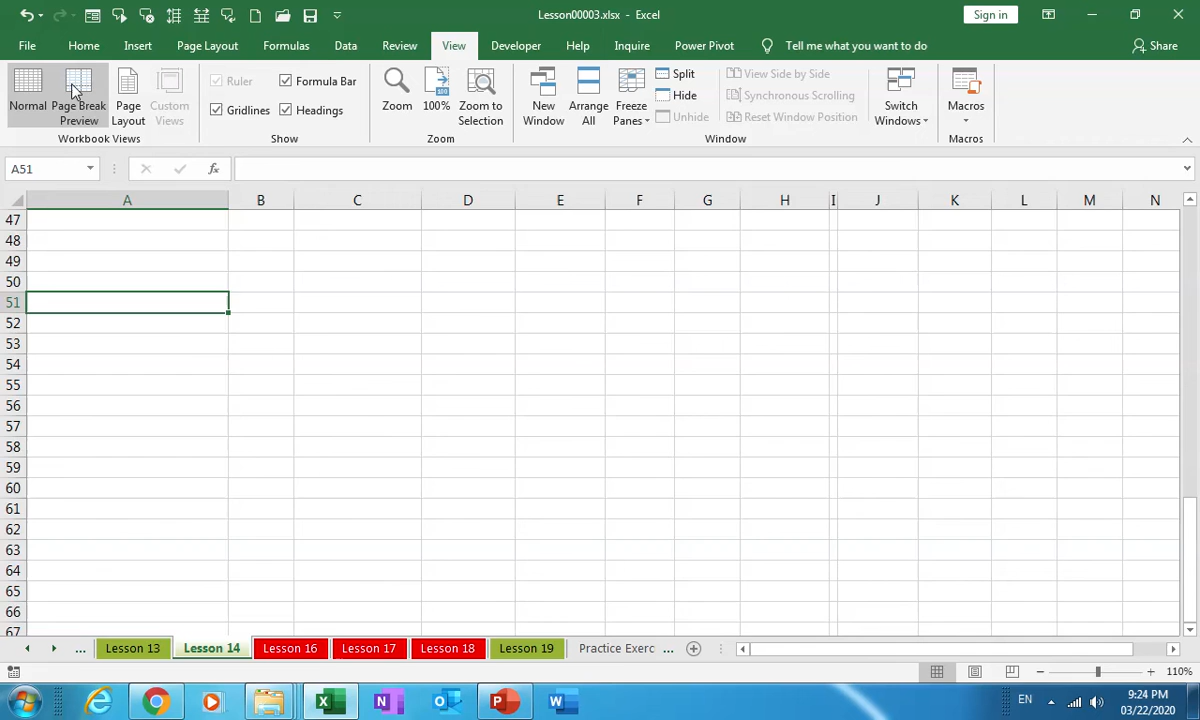 Lesson00003.xlsx - Excel
Sign in
File Home Insert Page Layout Formulas Data Review View Developer Help Inquire Power Pivot Tell me what you want to do Share
Normal Page Break Preview Page Layout Custom Views
Workbook Views
Ruler Formula Bar
Gridlines Headings
Show
Zoom 100% Zoom to Selection
Zoom
New Window Arrange All Freeze Panes
Split
Hide
Unhide
View Side by Side
Synchronous Scrolling
Reset Window Position
Switch Windows
Window
Macros
Macros
A51 fx
A B C D E F G H I J K L M N
47
48
49
50
51
52
53
54
55
56
57
58
59
60
61
62
63
64
65
66
67
... Lesson 13 Lesson 14 Lesson 16 Lesson 17 Lesson 18 Lesson 19 Practice Exerc ...
110%
EN 9:24 PM
03/22/2020